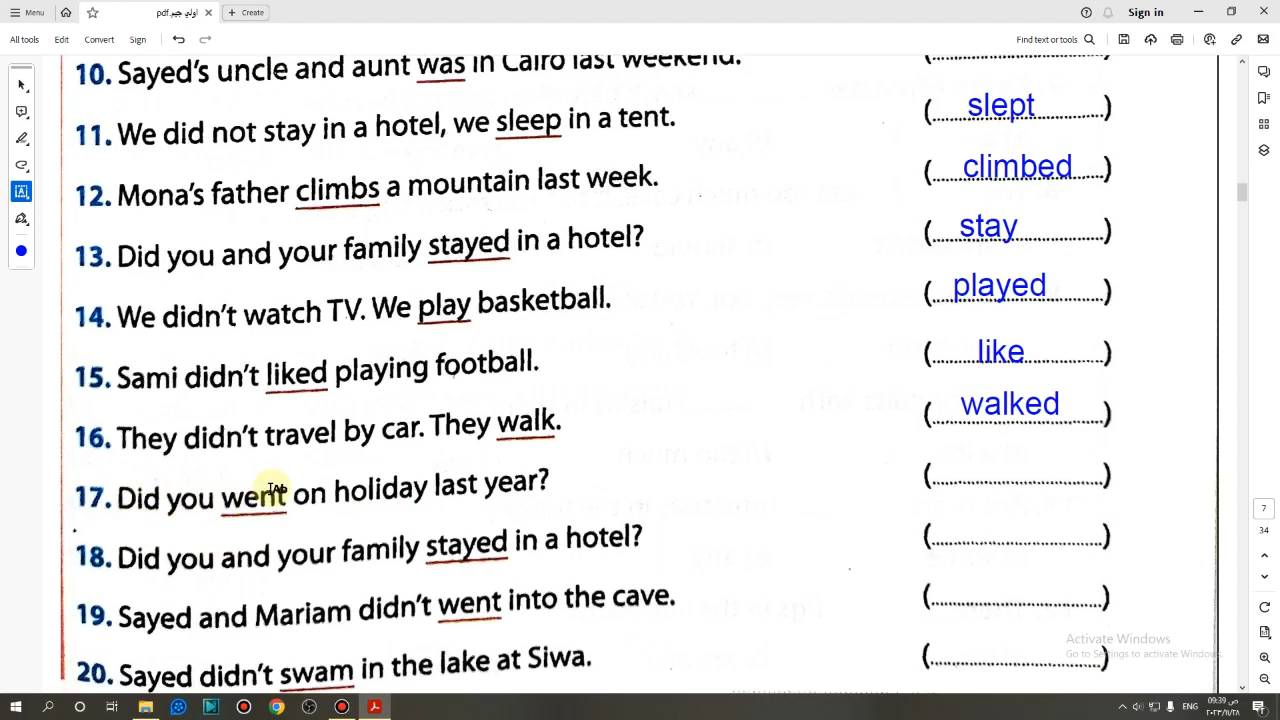 Menu
اولي جيم.pdf
Create
Sign in
All tools Edit Convert Sign
Find text or tools
10. Sayed's uncle and aunt was in Cairo last weekend. (..........)
11. We did not stay in a hotel, we sleep in a tent. (slept)
12. Mona's father climbs a mountain last week. (climbed)
13. Did you and your family stayed in a hotel? (stay)
14. We didn't watch TV. We play basketball. (played)
15. Sami didn't liked playing football. (like)
16. They didn't travel by car. They walk. (walked)
17. Did you went on holiday last year? (..........)
18. Did you and your family stayed in a hotel? (..........)
19. Sayed and Mariam didn't went into the cave. (..........)
20. Sayed didn't swam in the lake at Siwa. (..........)
7
34
Activate Windows
Go to Settings to activate Windows.
ENG
09:39 ص
٢٠٢٣/١١/٢٨